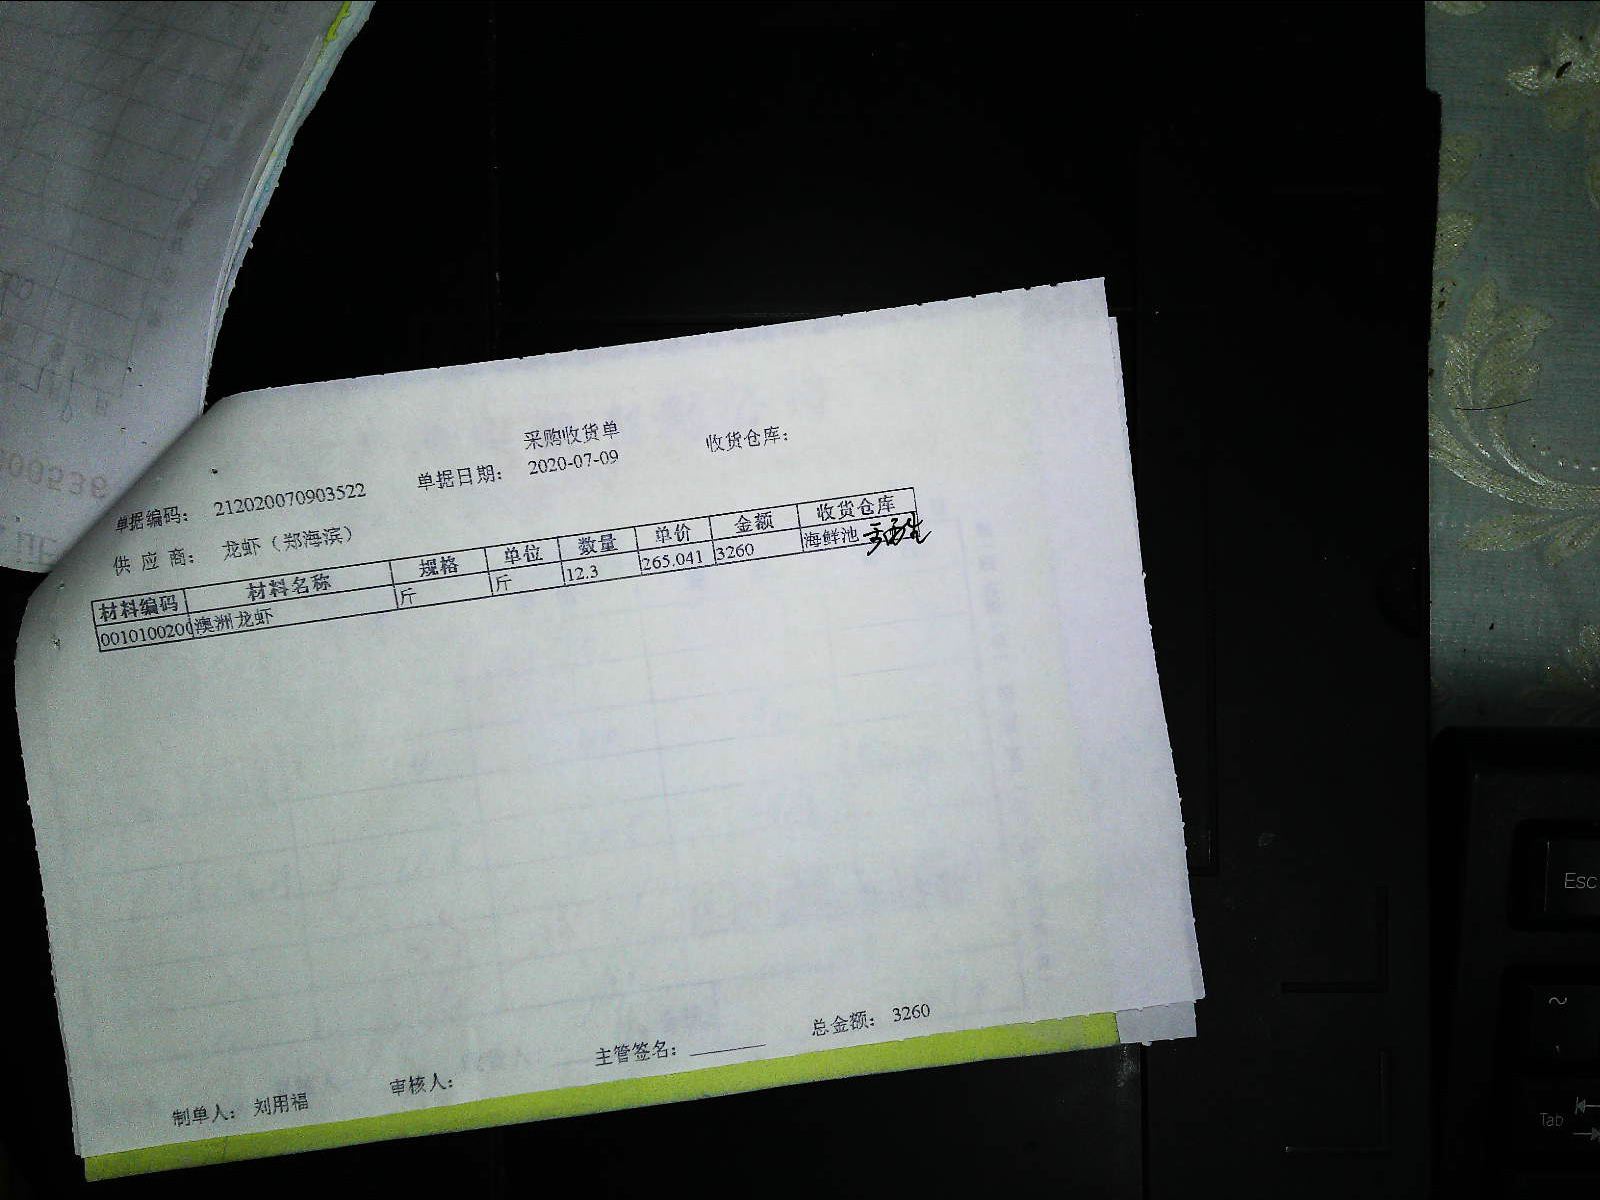 采购收货单
单据编码： 212020070903522 单据日期： 2020-07-09 收货仓库：
供 应 商： 龙虾（郑海滨）
材料编码 材料名称 规格 单位 数量 单价 金额 收货仓库
0010100200 澳洲龙虾 斤 斤 12.3 265.041 3260 海鲜池
制单人： 刘用福 审核人： 主管签名： 总金额： 3260
00536
Esc
~
Tab